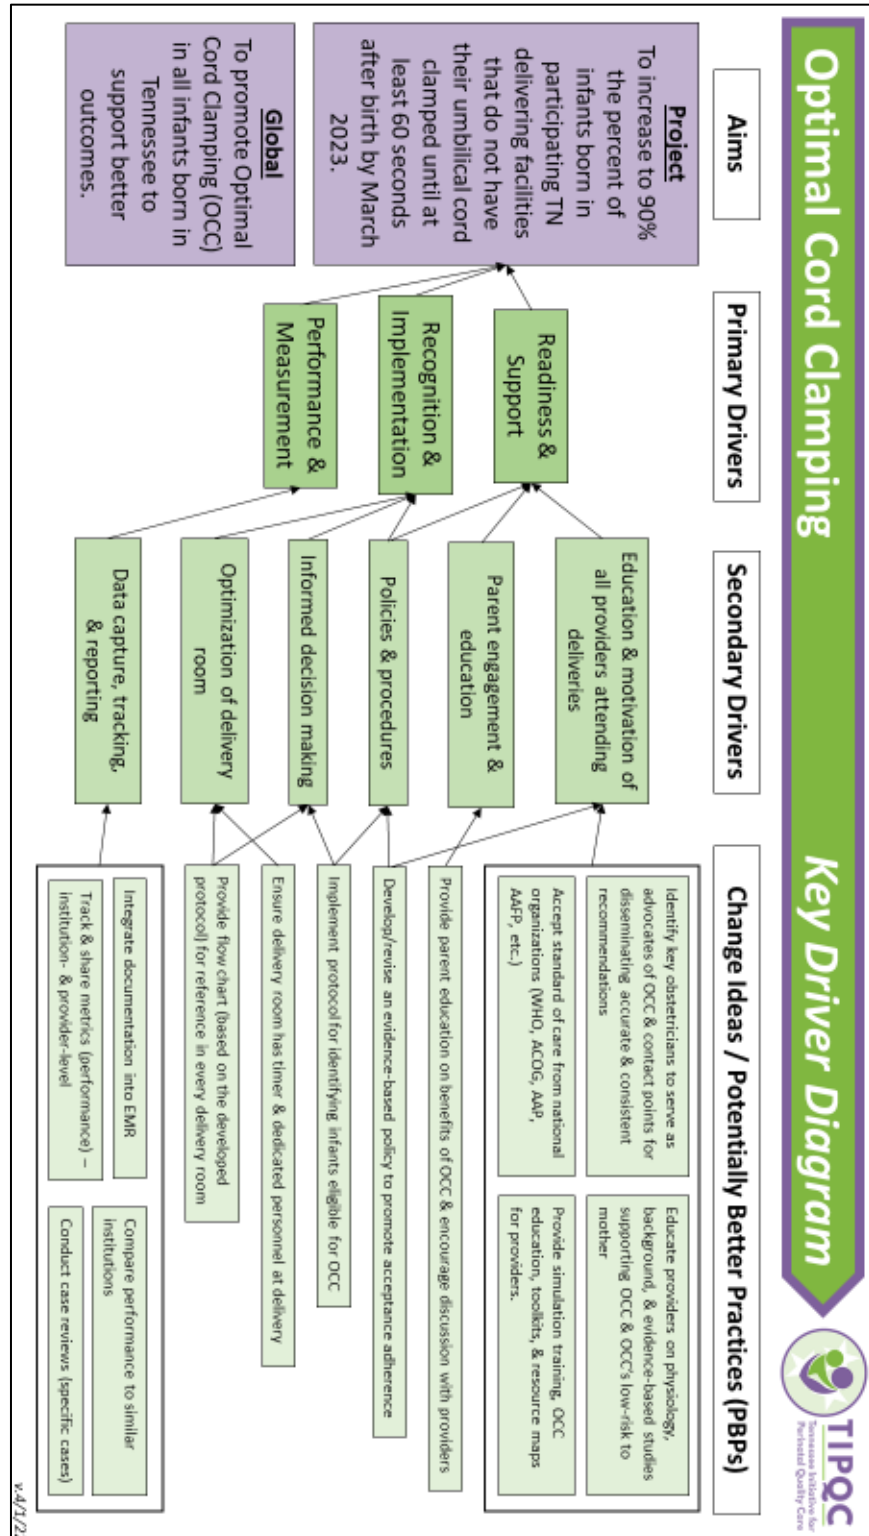 Optimal Cord Clamping
Key Driver Diagram
TIPQC
Tennessee Initiative for
Perinatal Quality Care
Aims
Primary Drivers
Secondary Drivers
Change Ideas / Potentially Better Practices (PBPs)
Project
To increase to 90%
the percent of
infants born in
participating TN
delivering facilities
that do not have
their umbilical cord
clamped until at
least 60 seconds
after birth by March
2023.
Global
To promote Optimal
Cord Clamping (OCC)
in all infants born in
Tennessee to
support better
outcomes.
Readiness &
Support
Recognition &
Implementation
Performance &
Measurement
Education & motivation of
all providers attending
deliveries
Parent engagement &
education
Policies & procedures
Informed decision making
Optimization of delivery
room
Data capture, tracking,
& reporting
Identify key obstetricians to serve as
advocates of OCC & contact points for
disseminating accurate & consistent
recommendations
Educate providers on physiology,
background, & evidence-based studies
supporting OCC & OCC's low-risk to
mother
Accept standard of care from national
organizations (WHO, ACOG, AAP,
AAFP, etc.)
Provide simulation training, OCC
education, toolkits, & resource maps
for providers.
Provide parent education on benefits of OCC & encourage discussion with providers
Develop/revise an evidence-based policy to promote acceptance adherence
Implement protocol for identifying infants eligible for OCC
Ensure delivery room has timer & dedicated personnel at delivery
Provide flow chart (based on the developed
protocol) for reference in every delivery room
Integrate documentation into EMR
Track & share metrics (performance) –
institution- & provider-level
Compare performance to similar
institutions
Conduct case reviews (specific cases)